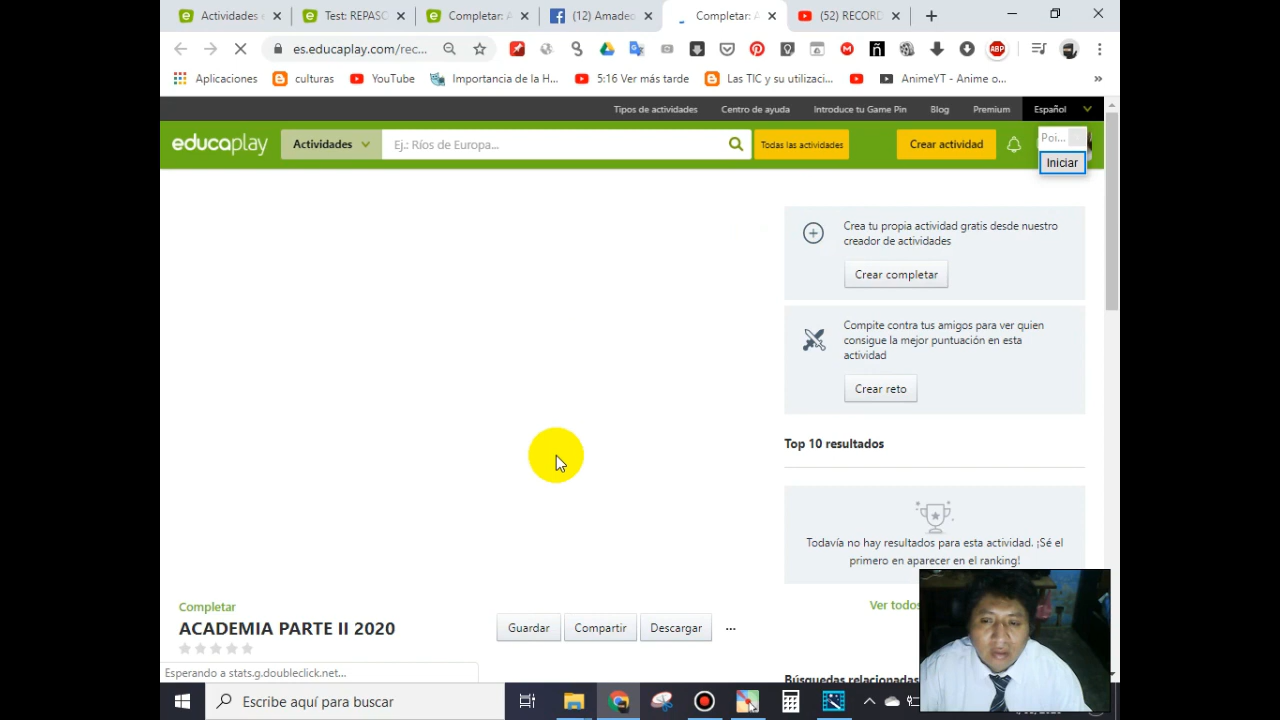 Actividades e
Test: REPASC
Completar: A
(12) Amadeo
Completar: A
(52) RECORD
es.educaplay.com/rec...
ABP
Aplicaciones
culturas
YouTube
Importancia de la H...
5:16 Ver más tarde
Las TIC y su utilizaci...
AnimeYT - Anime o...
»
Tipos de actividades
Centro de ayuda
Introduce tu Game Pin
Blog
Premium
Español
educaplay
Actividades
Ej.: Ríos de Europa...
Todas las actividades
Crear actividad
Poi...
Iniciar
Crea tu propia actividad gratis desde nuestro
creador de actividades
Crear completar
Compite contra tus amigos para ver quien
consigue la mejor puntuación en esta
actividad
Crear reto
Top 10 resultados
Todavía no hay resultados para esta actividad. ¡Sé el
primero en aparecer en el ranking!
Ver todos
Completar
ACADEMIA PARTE II 2020
Guardar
Compartir
Descargar
...
Búsquedas relacionadas
Esperando a stats.g.doubleclick.net...
Escribe aquí para buscar